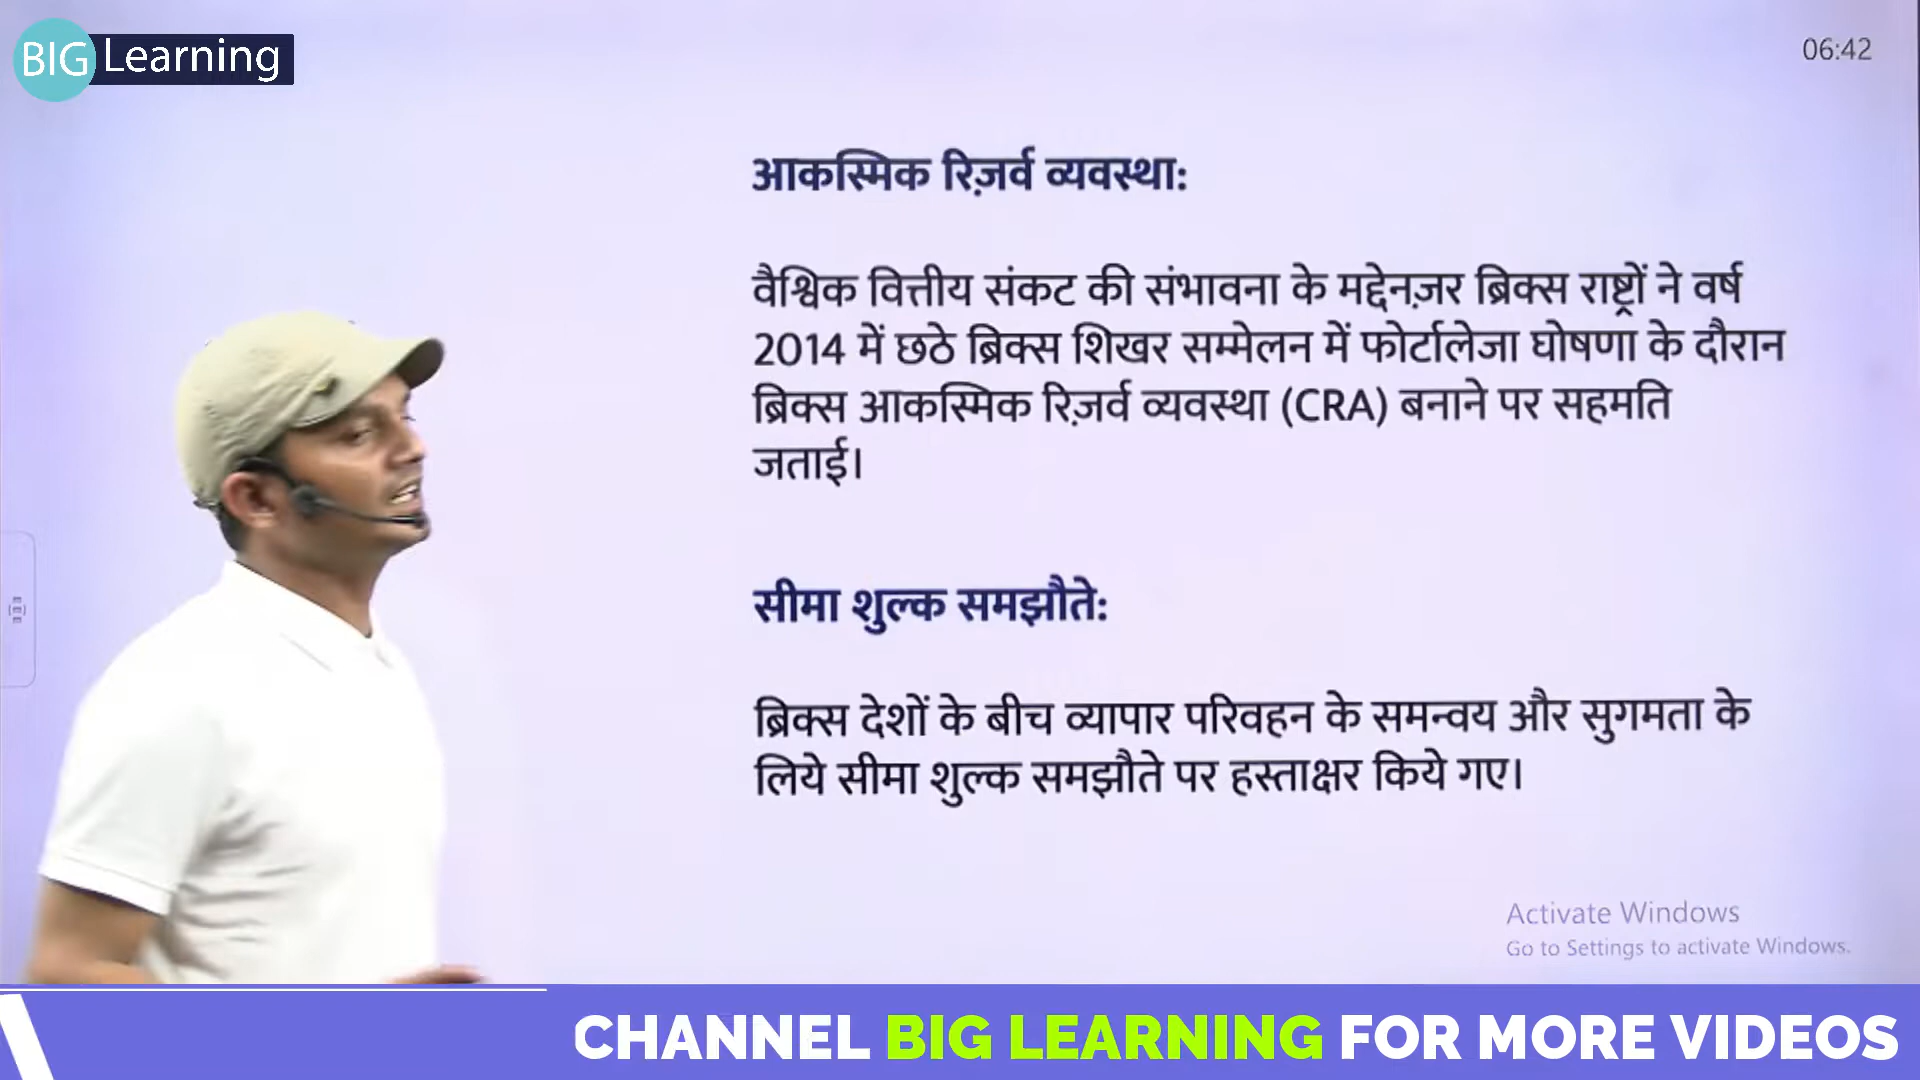 BIG Learning
06:42
आकस्मिक रिज़र्व व्यवस्था:
वैश्विक वित्तीय संकट की संभावना के मद्देनज़र ब्रिक्स राष्ट्रों ने वर्ष
2014 में छठे ब्रिक्स शिखर सम्मेलन में फोर्टालेजा घोषणा के दौरान
ब्रिक्स आकस्मिक रिज़र्व व्यवस्था (CRA) बनाने पर सहमति
जताई।
सीमा शुल्क समझौते:
ब्रिक्स देशों के बीच व्यापार परिवहन के समन्वय और सुगमता के
लिये सीमा शुल्क समझौते पर हस्ताक्षर किये गए।
Activate Windows
Go to Settings to activate Windows.
CHANNEL BIG LEARNING FOR MORE VIDEOS